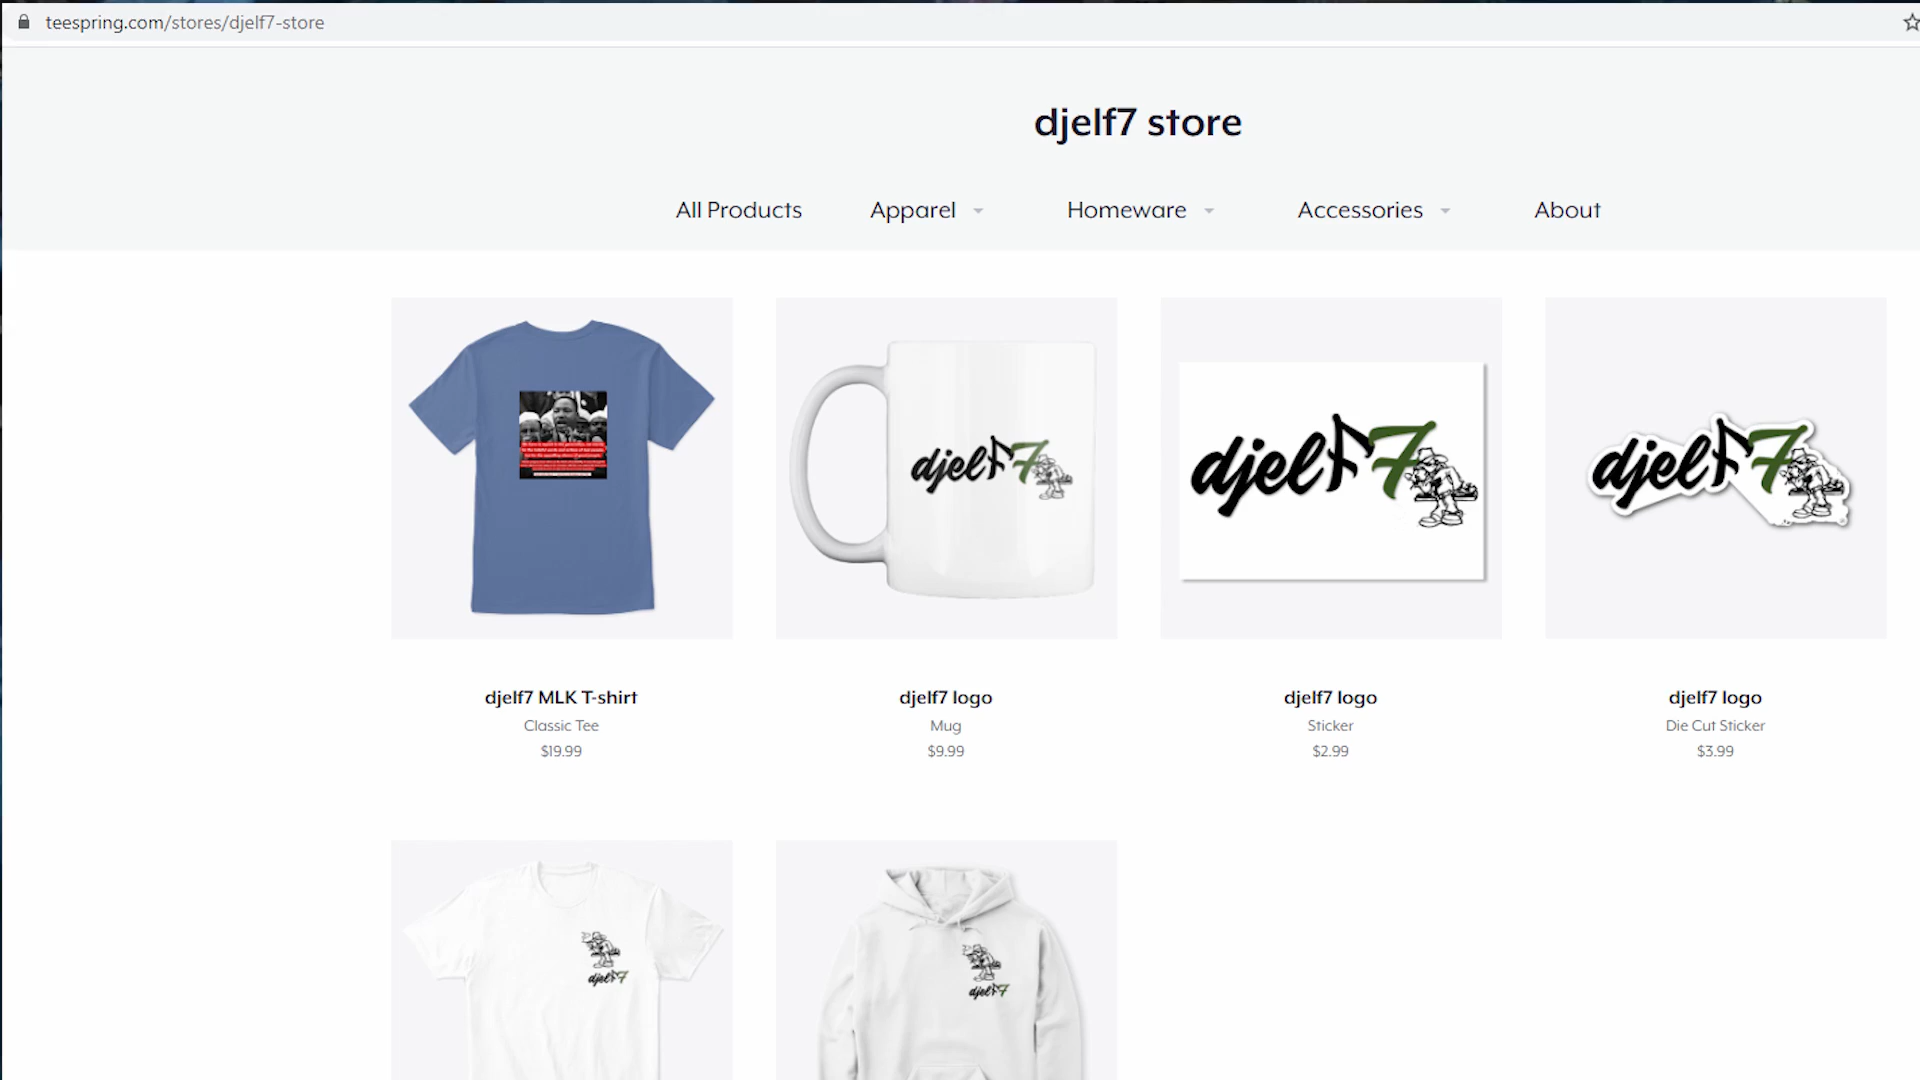 teespring.com/stores/djelf7-store
djelf7 store
All Products Apparel Homeware Accessories About
djelf7
djelf7
djelf7
djelf7 MLK T-shirt
Classic Tee
$19.99
djelf7 logo
Mug
$9.99
djelf7 logo
Sticker
$2.99
djelf7 logo
Die Cut Sticker
$3.99
djelf7
djelf7